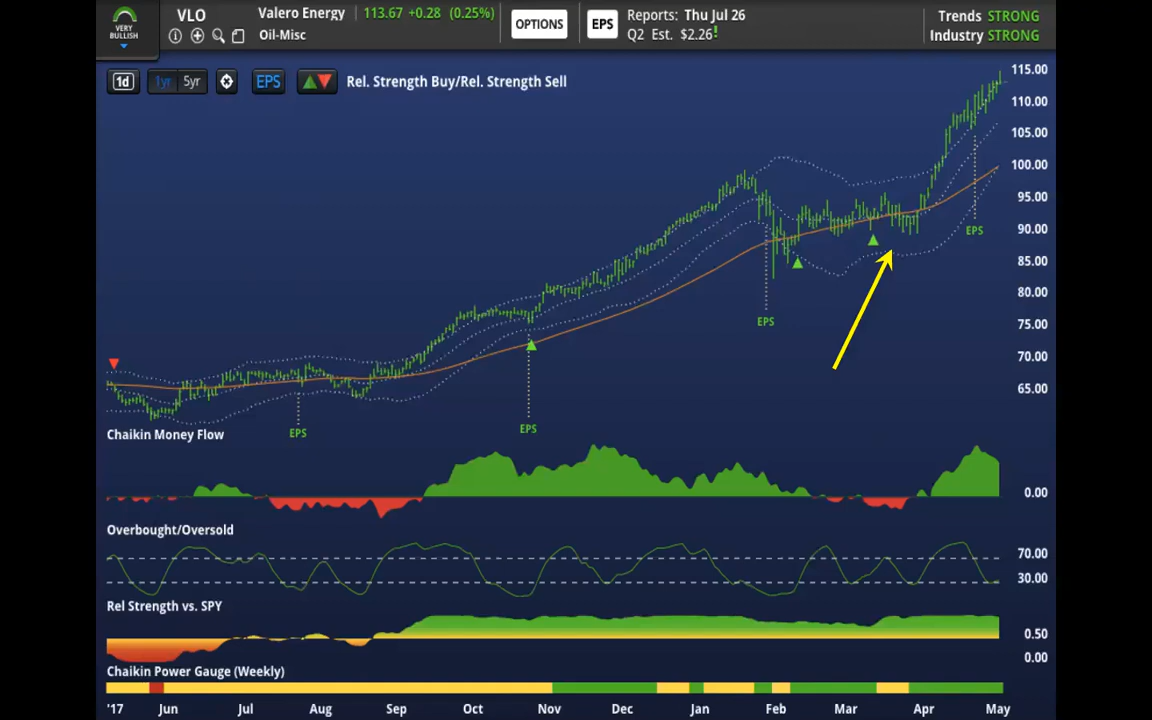 VERY
BULLISH
VLO
Valero Energy 113.67 +0.28 (0.25%)
Oil-Misc
OPTIONS
EPS
Reports: Thu Jul 26
Q2 Est. $2.26!
Trends STRONG
Industry STRONG
1d 1yr 5yr EPS Rel. Strength Buy/Rel. Strength Sell
115.00
110.00
105.00
100.00
95.00
90.00
85.00
80.00
75.00
70.00
65.00
EPS
EPS
EPS
EPS
Chaikin Money Flow
0.00
Overbought/Oversold
70.00
30.00
Rel Strength vs. SPY
0.50
0.00
Chaikin Power Gauge (Weekly)
'17 Jun Jul Aug Sep Oct Nov Dec Jan Feb Mar Apr May